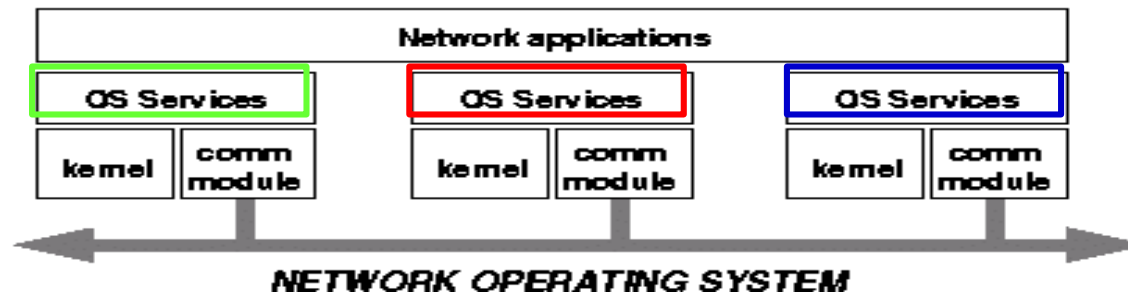 Network applications
OS Services OS Services OS Services
kernel comm module kernel comm module kernel comm module
NETWORK OPERATING SYSTEM